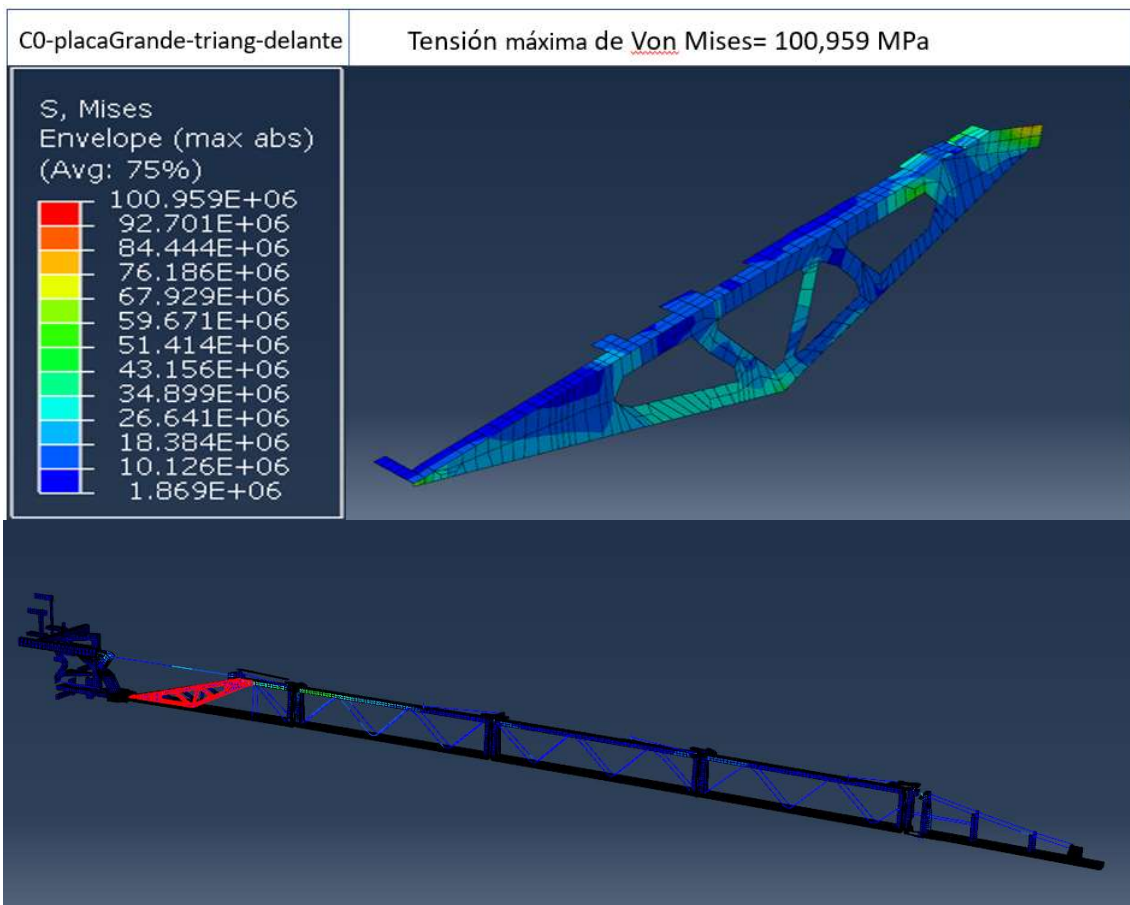 C0-placaGrande-triang-delante
Tensión máxima de Von Mises= 100,959 MPa
S, Mises
Envelope (max abs)
(Avg: 75%)
100.959E+06
92.701E+06
84.444E+06
76.186E+06
67.929E+06
59.671E+06
51.414E+06
43.156E+06
34.899E+06
26.641E+06
18.384E+06
10.126E+06
1.869E+06